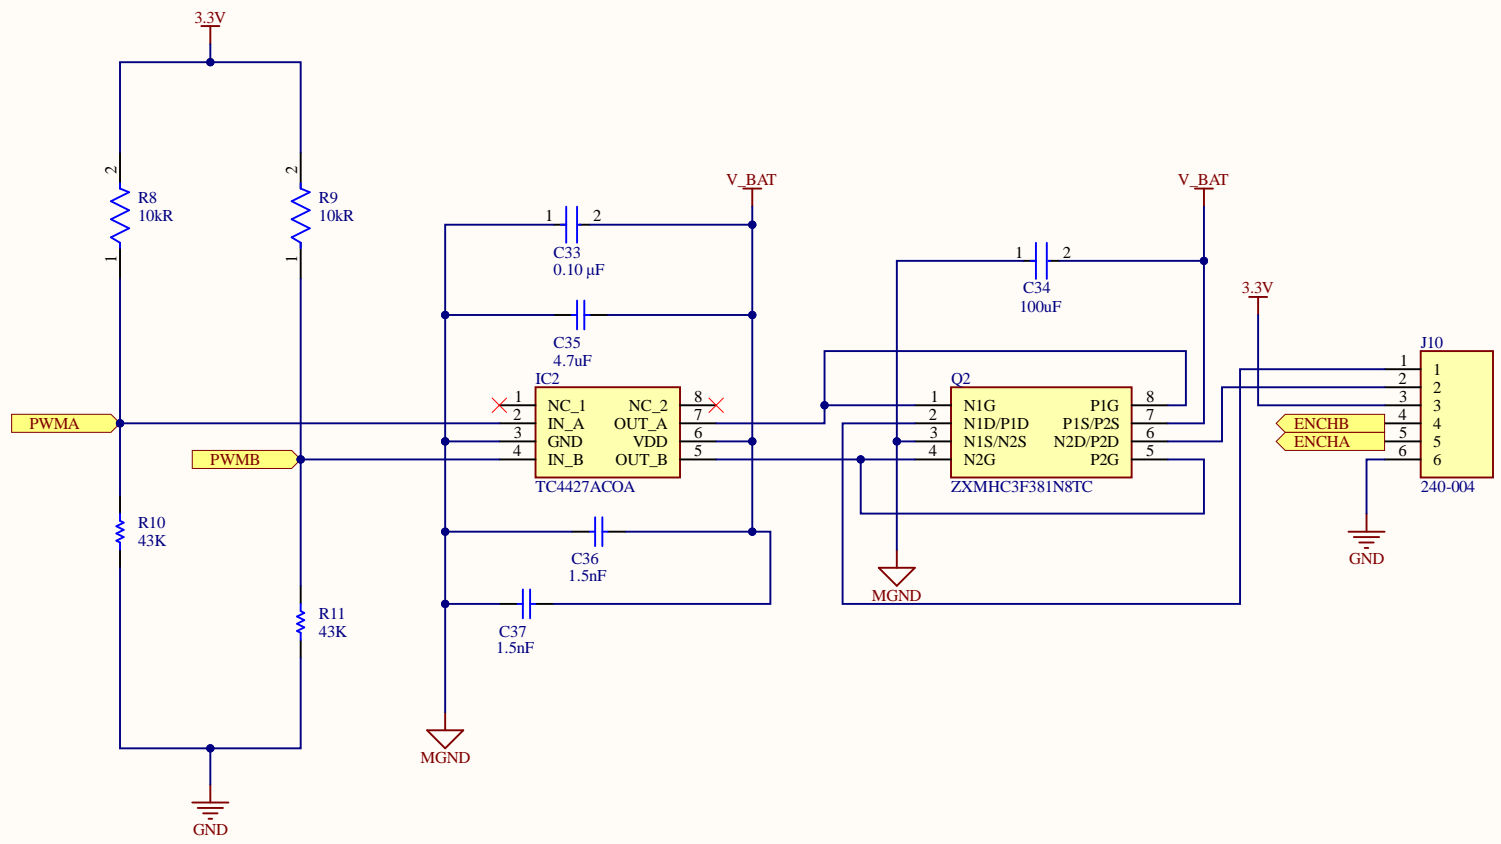 3.3V
2
R8
10kR
1
2
R9
10kR
1
PWMA
PWMB
R10
43K
R11
43K
GND
V_BAT
1 2
C33
0.10 µF
C35
4.7uF
IC2
1 NC_1 NC_2 8
2 IN_A OUT_A 7
3 GND VDD 6
4 IN_B OUT_B 5
TC4427ACOA
C36
1.5nF
C37
1.5nF
MGND
V_BAT
1 2
C34
100uF
Q2
1 N1G P1G 8
2 N1D/P1D P1S/P2S 7
3 N1S/N2S N2D/P2D 6
4 N2G P2G 5
ZXMHC3F381N8TC
MGND
3.3V
J10
1 1
2 2
3 3
ENCHB 4 4
ENCHA 5 5
6 6
240-004
GND